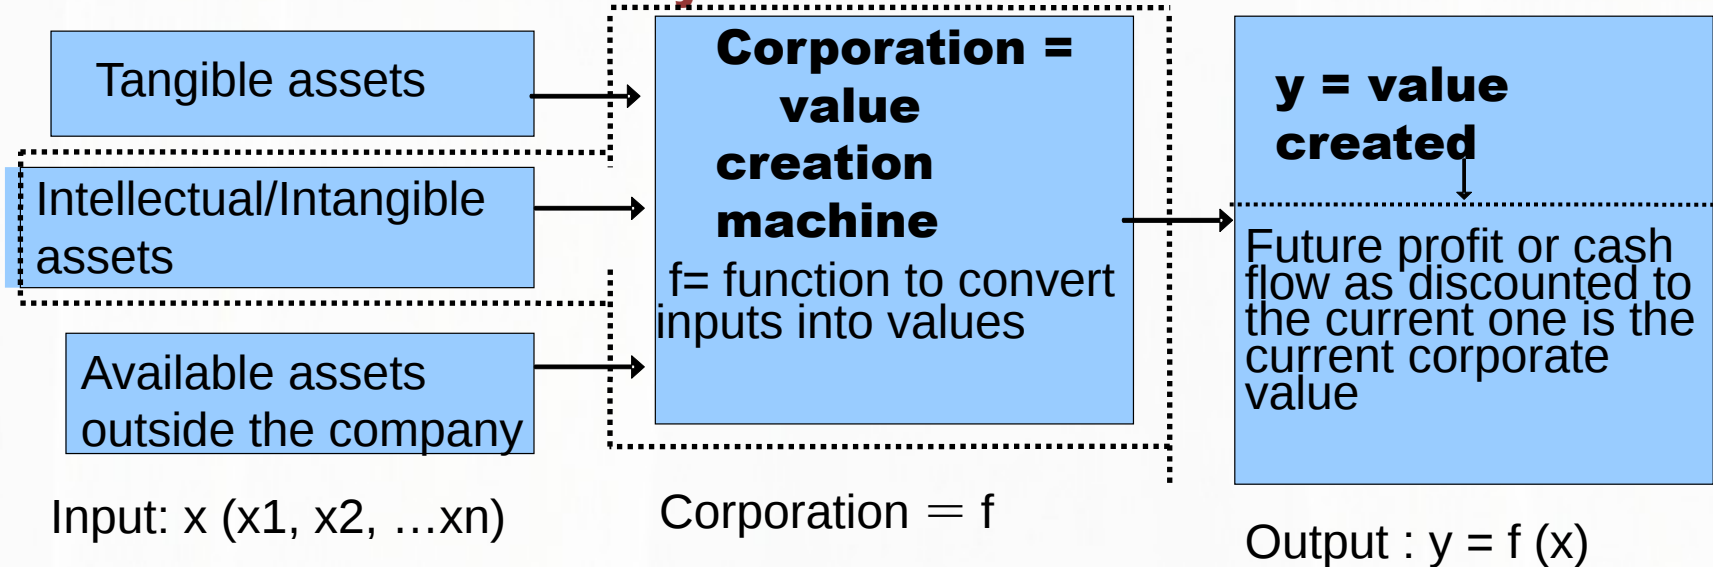 Tangible assets
Intellectual/Intangible
assets
Available assets
outside the company
Input: x (x1, x2, …xn)
Corporation =
value
creation
machine
f= function to convert
inputs into values
Corporation ＝ f
y = value
created
Future profit or cash
flow as discounted to
the current one is the
current corporate
value
Output : y = f (x)